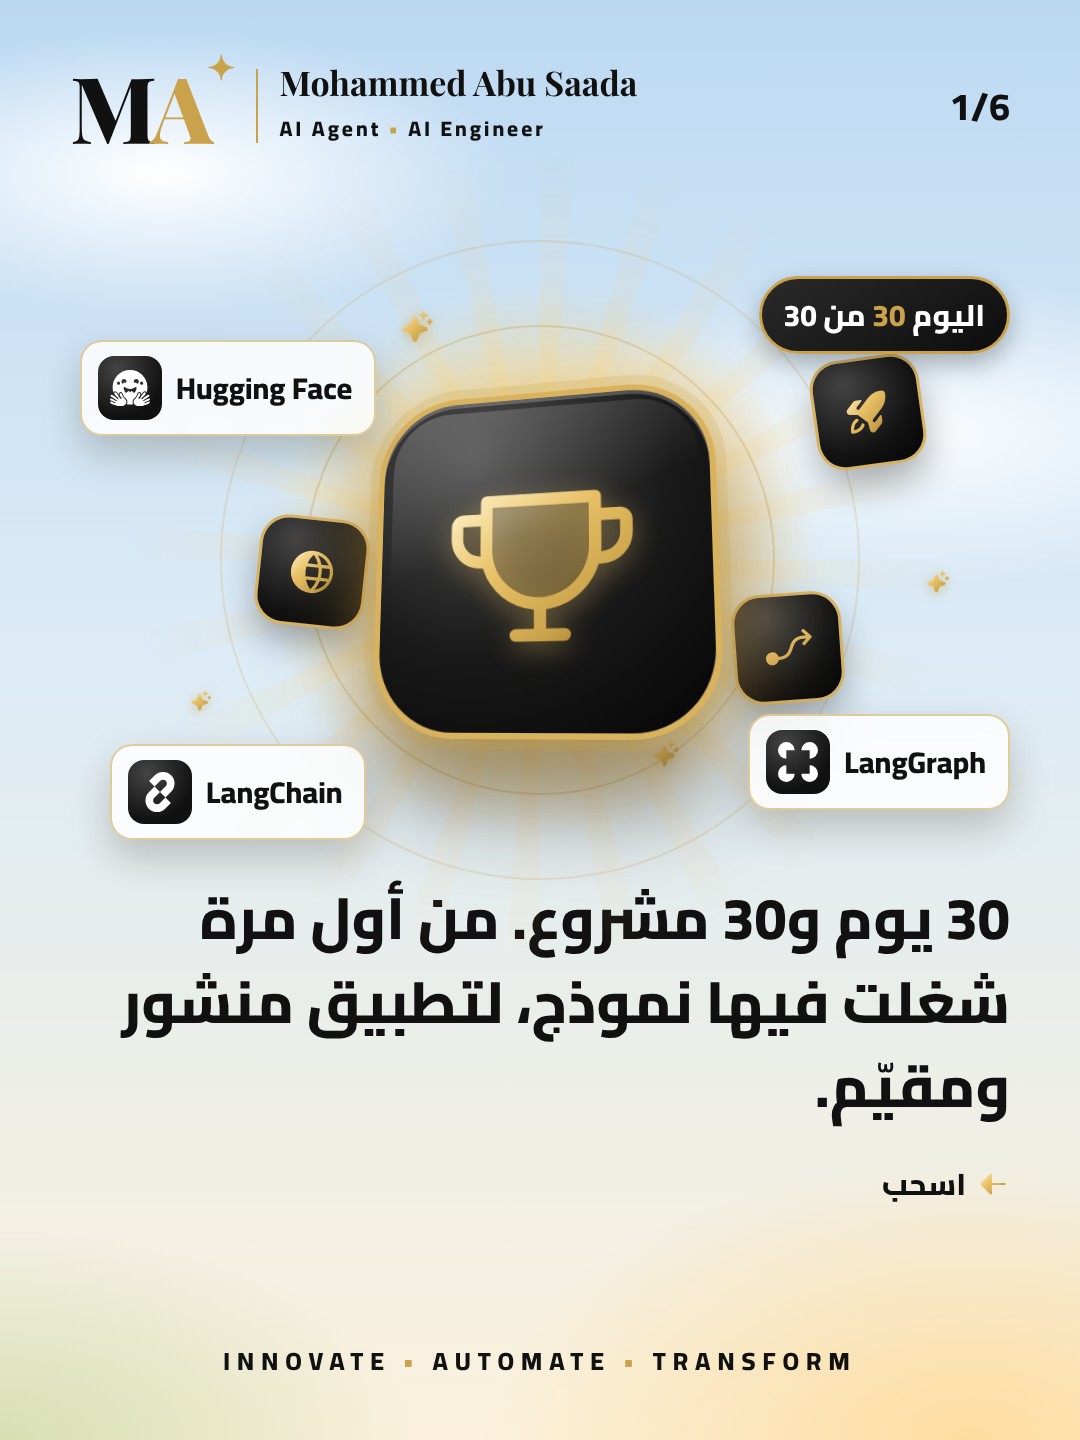 MA
Mohammed Abu Saada
AI Agent ▪ AI Engineer
1/6
اليوم 30 من 30
Hugging Face
LangGraph
LangChain
30 يوم و30 مشروع. من أول مرة
شغلت فيها نموذج، لتطبيق منشور
ومقيّم.
اسحب
INNOVATE ▪ AUTOMATE ▪ TRANSFORM